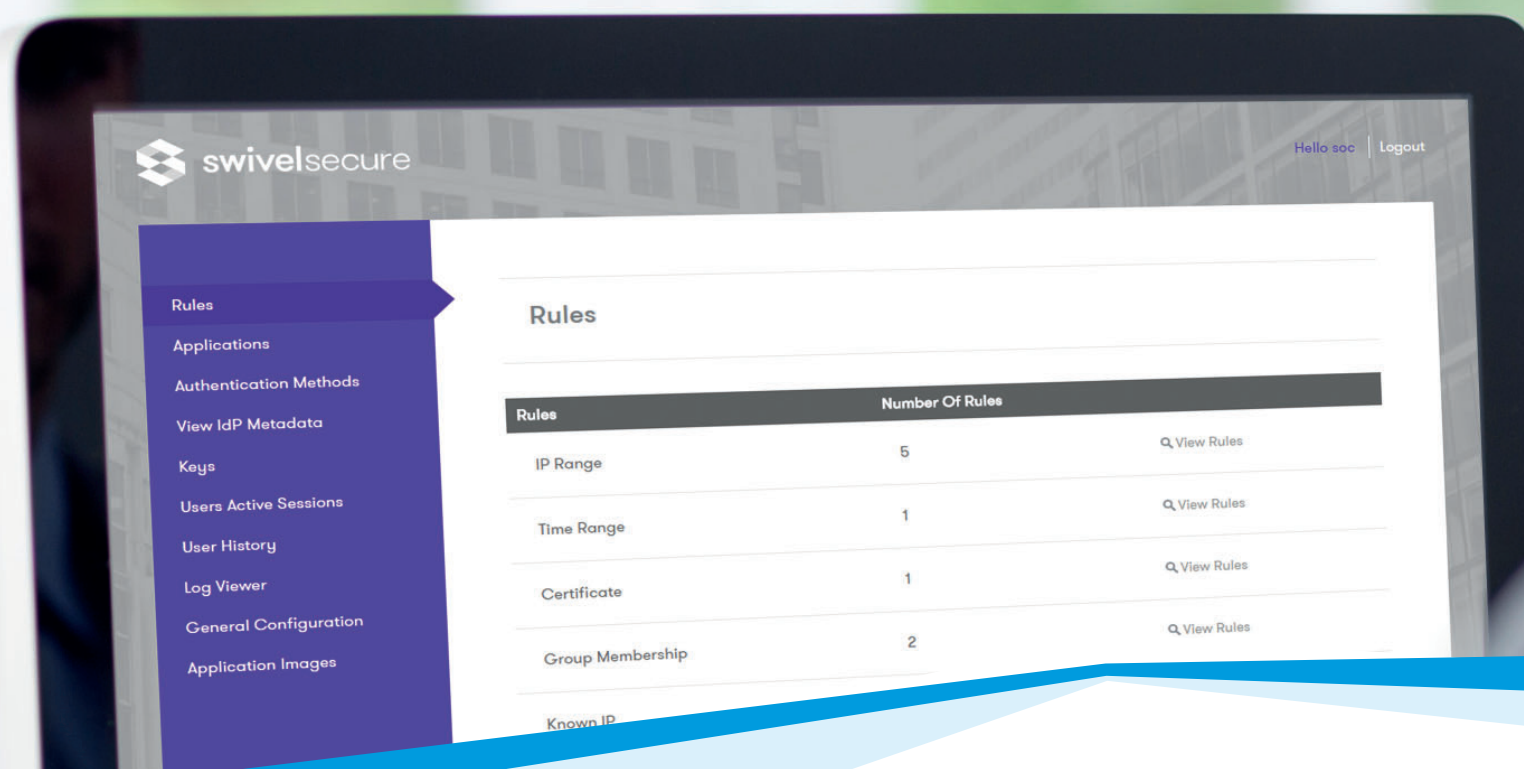 swivelsecure
Hello soc | Logout
Rules
Applications
Authentication Methods
View IdP Metadata
Keys
Users Active Sessions
User History
Log Viewer
General Configuration
Application Images
Rules
Rules Number Of Rules
IP Range 5 View Rules
Time Range 1 View Rules
Certificate 1 View Rules
Group Membership 2 View Rules
Known IP